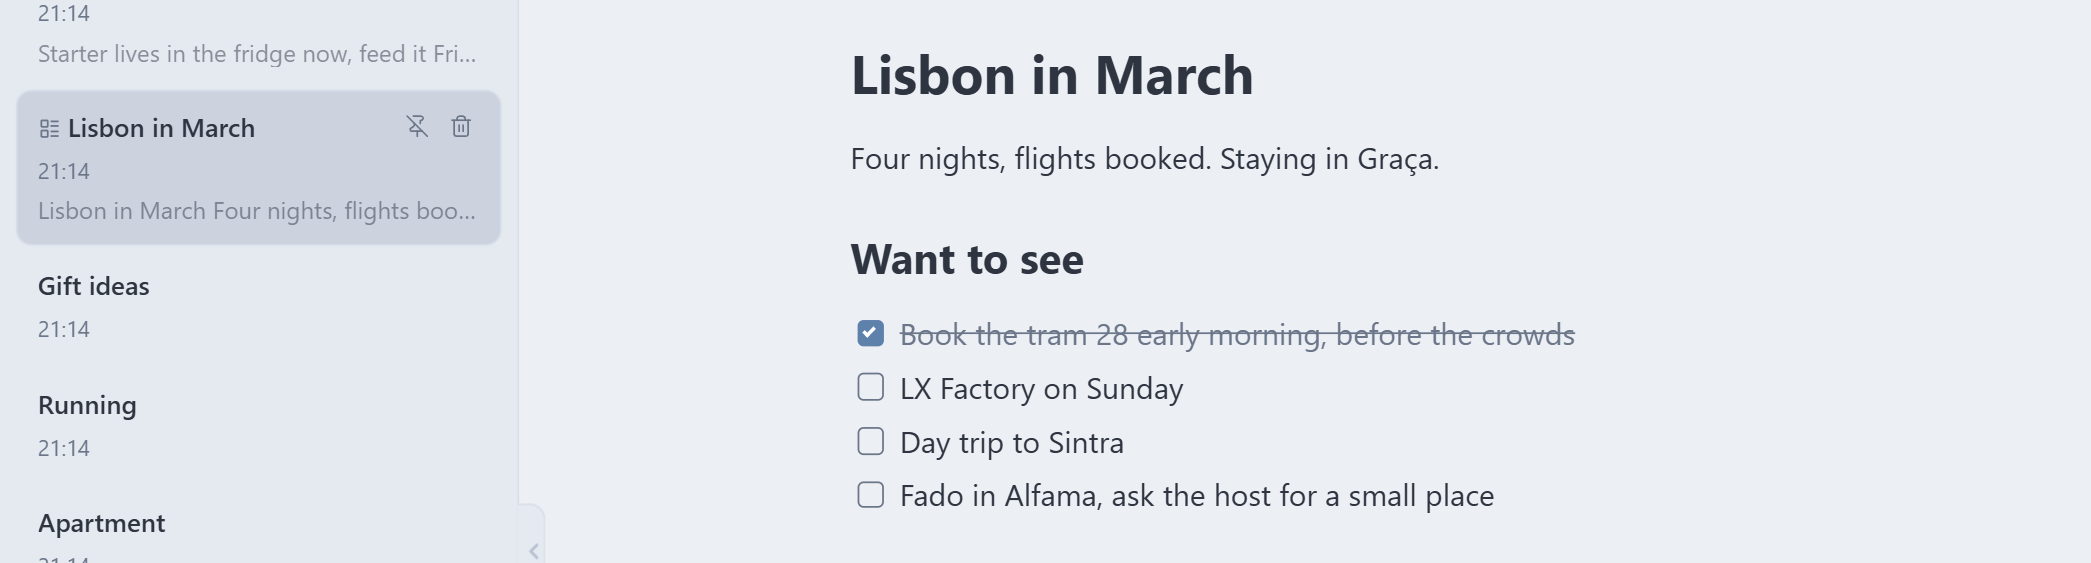 21:14
Starter lives in the fridge now, feed it Fri...
Lisbon in March
21:14
Lisbon in March Four nights, flights boo...
Gift ideas
21:14
Running
21:14
Apartment
Lisbon in March
Four nights, flights booked. Staying in Graça.
Want to see
Book the tram 28 early morning, before the crowds
LX Factory on Sunday
Day trip to Sintra
Fado in Alfama, ask the host for a small place